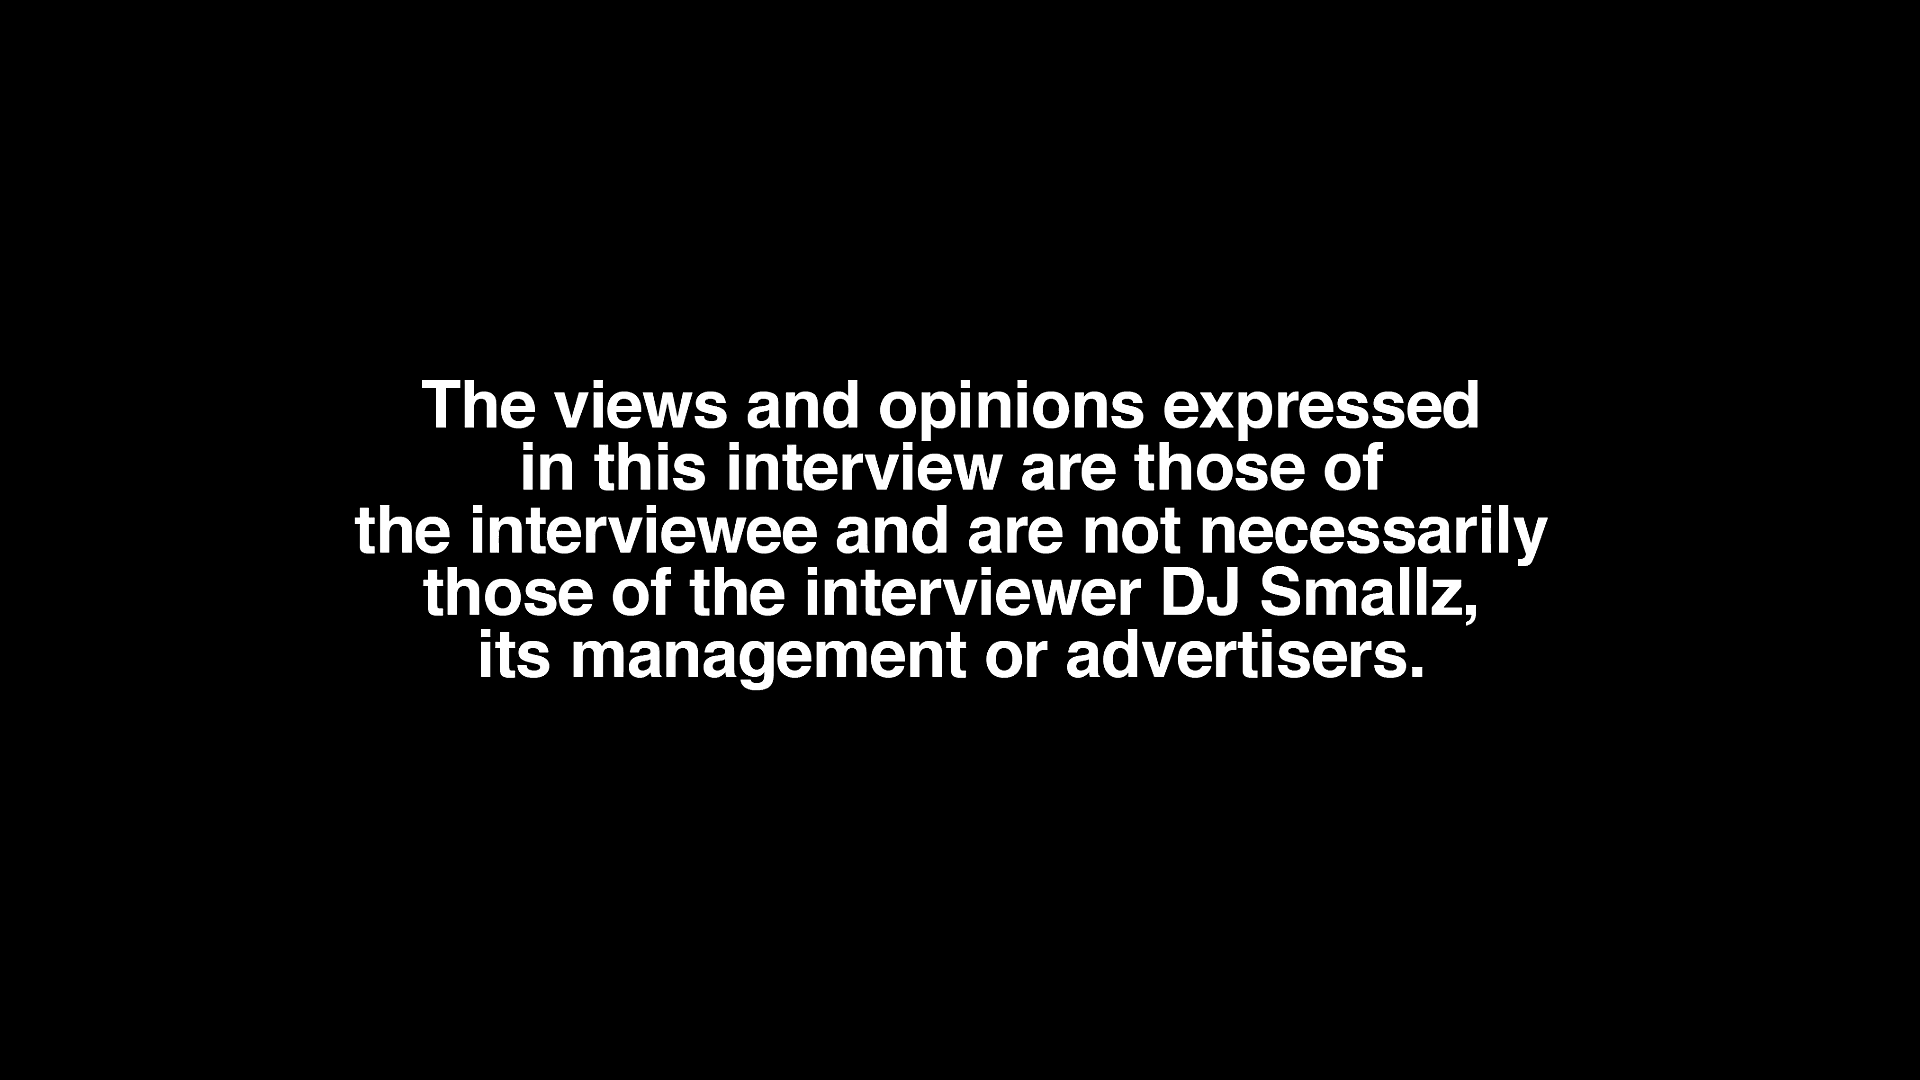 The views and opinions expressed
in this interview are those of
the interviewee and are not necessarily
those of the interviewer DJ Smallz,
its management or advertisers.